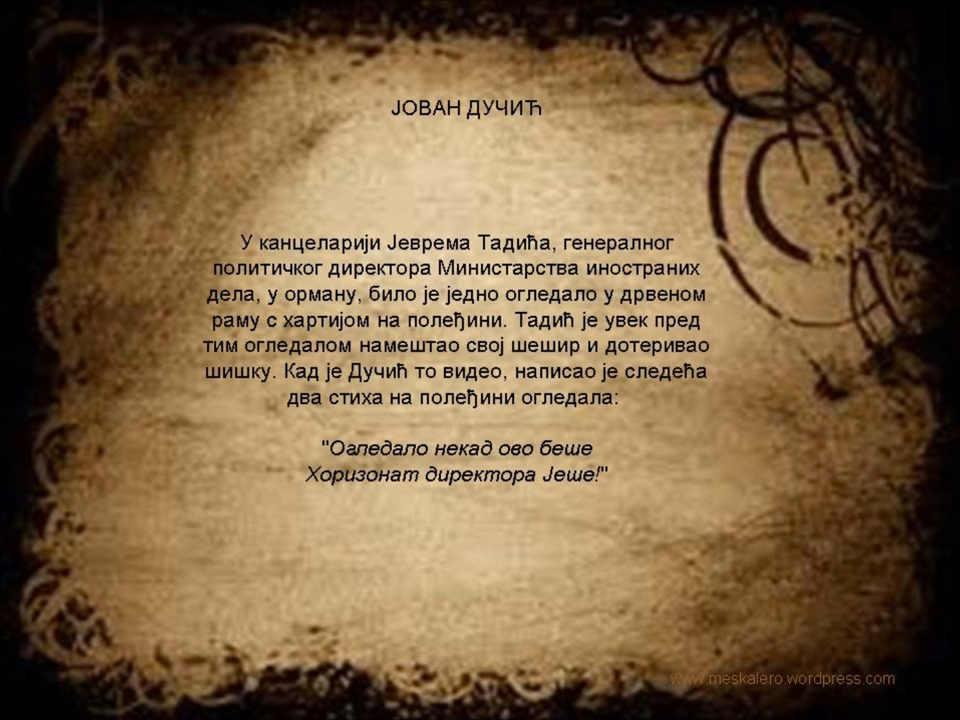 ЈОВАН ДУЧИЋ
У канцеларији Јеврема Тадића, генералног
политичког директора Министарства иностраних
дела, у орману, било је једно огледало у дрвеном
раму с хартијом на полеђини. Тадић је увек пред
тим огледалом намештао свој шешир и дотеривао
шишку. Кад је Дучић то видео, написао је следећа
два стиха на полеђини огледала:
"Огледало некад ово беше
Хоризонат директора Јеше!"
www.meskalero.wordpress.com